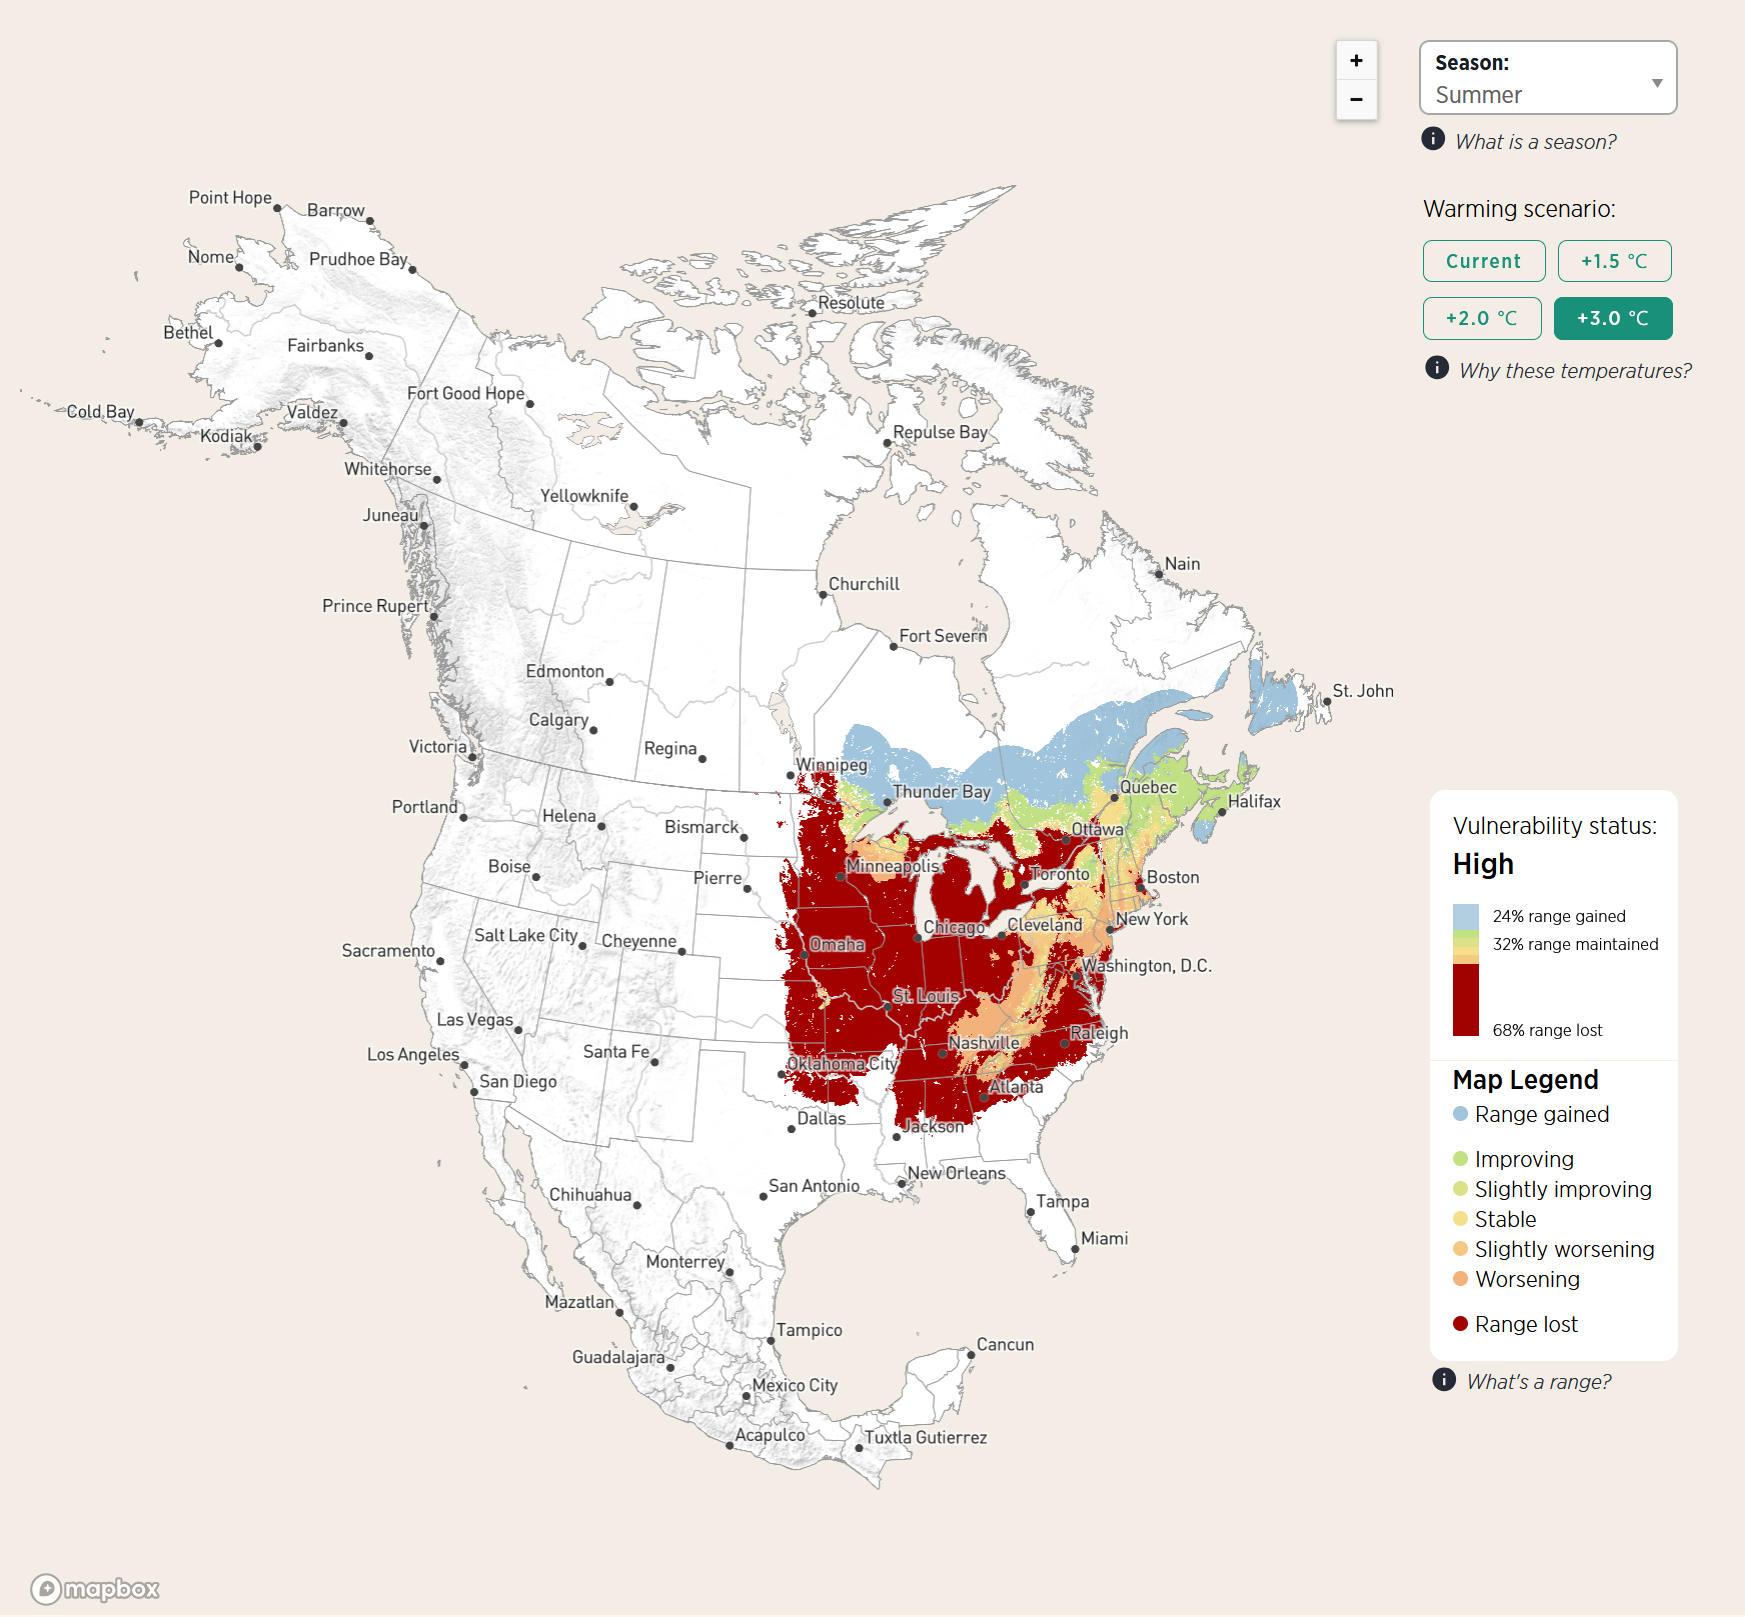 +
−
Season:
Summer
i What is a season?
Warming scenario:
Current
+1.5 °C
+2.0 °C
+3.0 °C
i Why these temperatures?
Point Hope
Barrow
Nome
Prudhoe Bay
Resolute
Bethel
Fairbanks
Fort Good Hope
Cold Bay
Valdez
Kodiak
Repulse Bay
Whitehorse
Yellowknife
Juneau
Nain
Churchill
Prince Rupert
Fort Severn
Edmonton
St. John
Calgary
Victoria
Regina
Winnipeg
Thunder Bay
Quebec
Halifax
Portland
Helena
Bismarck
Ottawa
Boise
Pierre
Minneapolis
Toronto
Boston
New York
Salt Lake City
Cheyenne
Chicago
Cleveland
Sacramento
Omaha
Washington, D.C.
St. Louis
Las Vegas
Raleigh
Los Angeles
Santa Fe
Nashville
Oklahoma City
San Diego
Atlanta
Dallas
Jackson
New Orleans
San Antonio
Chihuahua
Tampa
Miami
Monterrey
Mazatlan
Tampico
Cancun
Guadalajara
Mexico City
Acapulco
Tuxtla Gutierrez
Vulnerability status:
High
24% range gained
32% range maintained
68% range lost
Map Legend
Range gained
Improving
Slightly improving
Stable
Slightly worsening
Worsening
Range lost
i What's a range?
mapbox